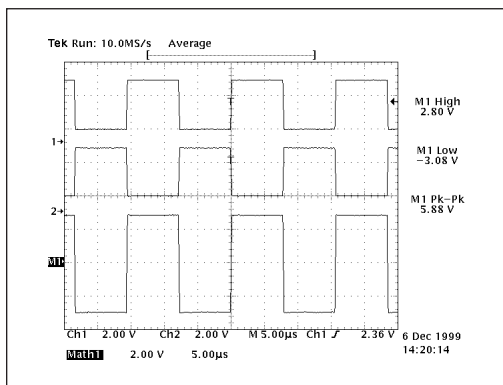 Tek Run: 10.0MS/s Average
M1 High
2.80 V
1
M1 Low
−3.08 V
M1 Pk−Pk
5.88 V
2
M1
Ch1 2.00 V Ch2 2.00 V M 5.00µs Ch1 2.36 V
Math1 2.00 V 5.00µs
6 Dec 1999
14:20:14